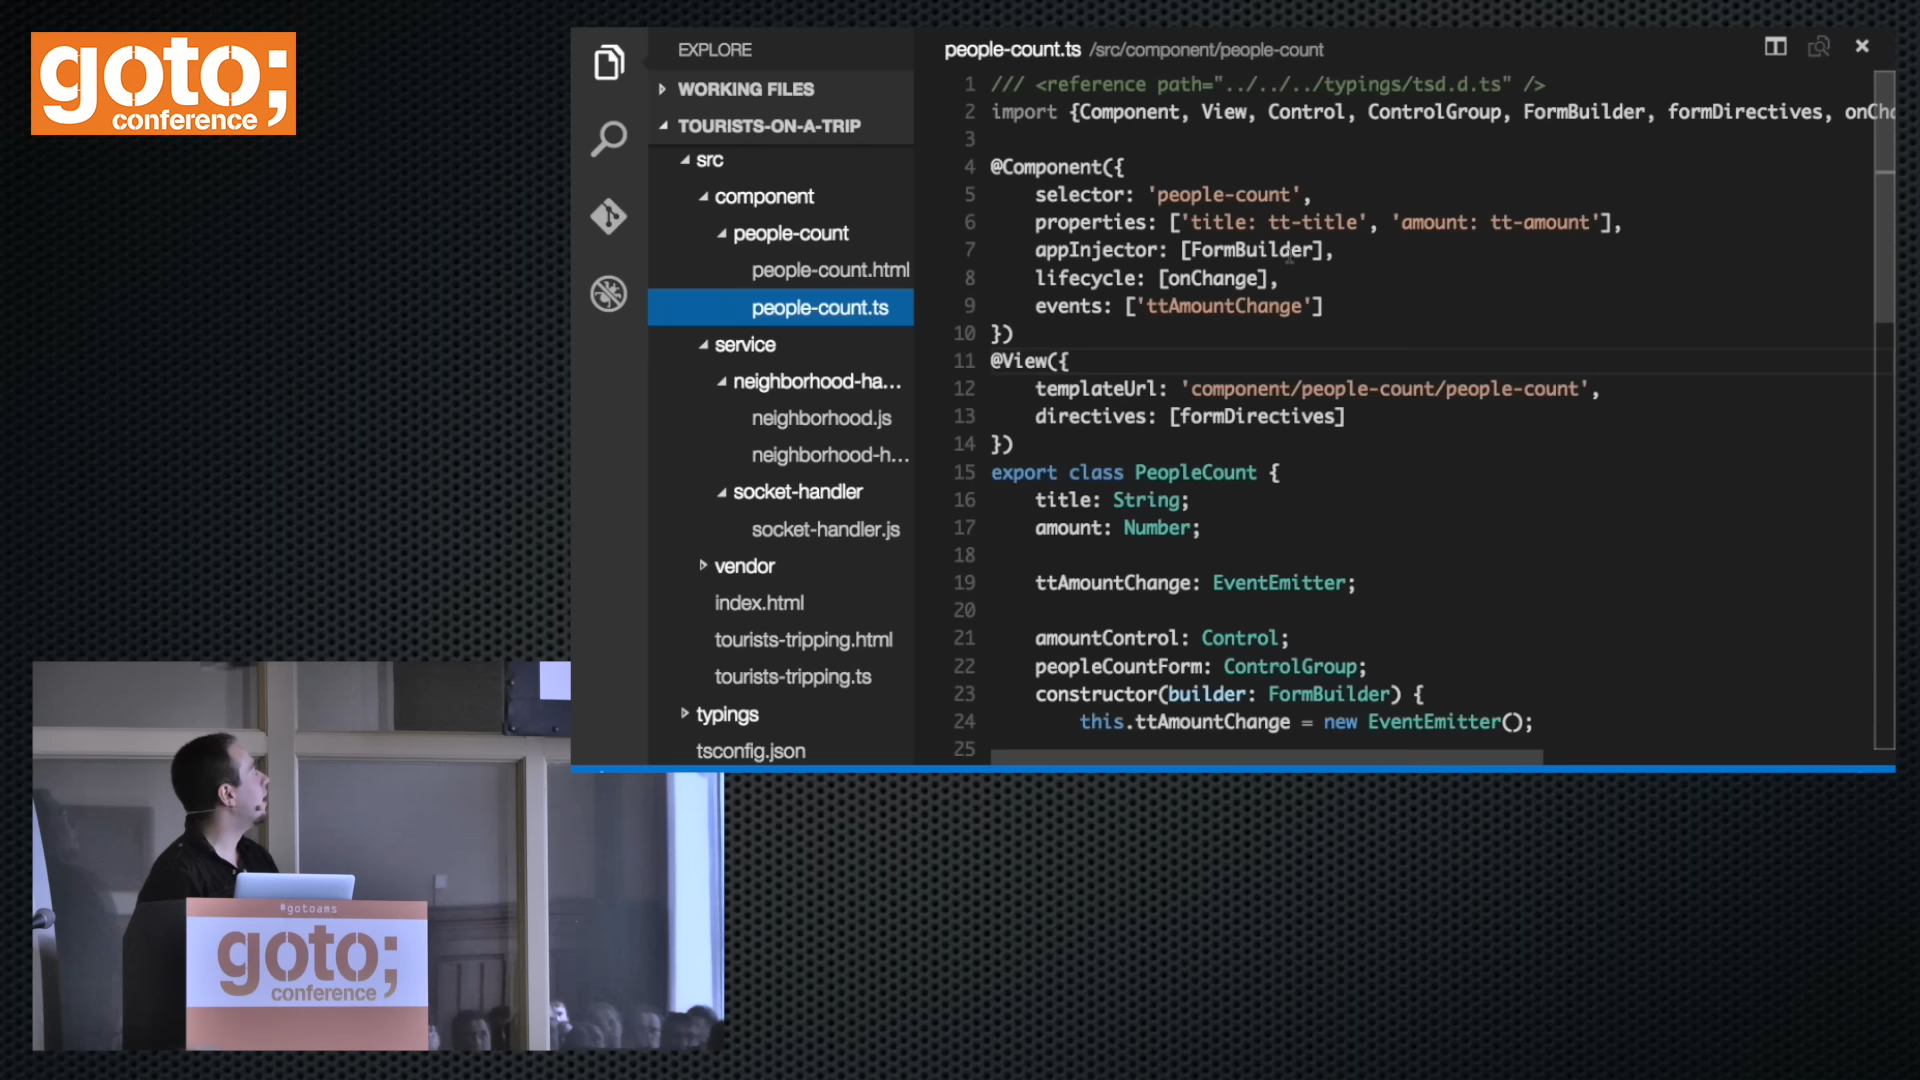 goto;
conference
EXPLORE
WORKING FILES
TOURISTS-ON-A-TRIP
src
component
people-count
people-count.html
people-count.ts
service
neighborhood-ha...
neighborhood.js
neighborhood-h...
socket-handler
socket-handler.js
vendor
index.html
tourists-tripping.html
tourists-tripping.ts
typings
tsconfig.json
people-count.ts /src/component/people-count
1 /// <reference path="../../../typings/tsd.d.ts" />
2 import {Component, View, Control, ControlGroup, FormBuilder, formDirectives, onCha
3
4 @Component({
5 selector: 'people-count',
6 properties: ['title: tt-title', 'amount: tt-amount'],
7 appInjector: [FormBuilder],
8 lifecycle: [onChange],
9 events: ['ttAmountChange']
10 })
11 @View({
12 templateUrl: 'component/people-count/people-count',
13 directives: [formDirectives]
14 })
15 export class PeopleCount {
16 title: String;
17 amount: Number;
18
19 ttAmountChange: EventEmitter;
20
21 amountControl: Control;
22 peopleCountForm: ControlGroup;
23 constructor(builder: FormBuilder) {
24 this.ttAmountChange = new EventEmitter();
25
#gotoams
goto;
conference